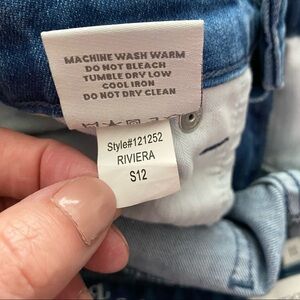 MACHINE WASH WARM
DO NOT BLEACH
TUMBLE DRY LOW
COOL IRON
DO NOT DRY CLEAN
Style#121252
RIVIERA
S12